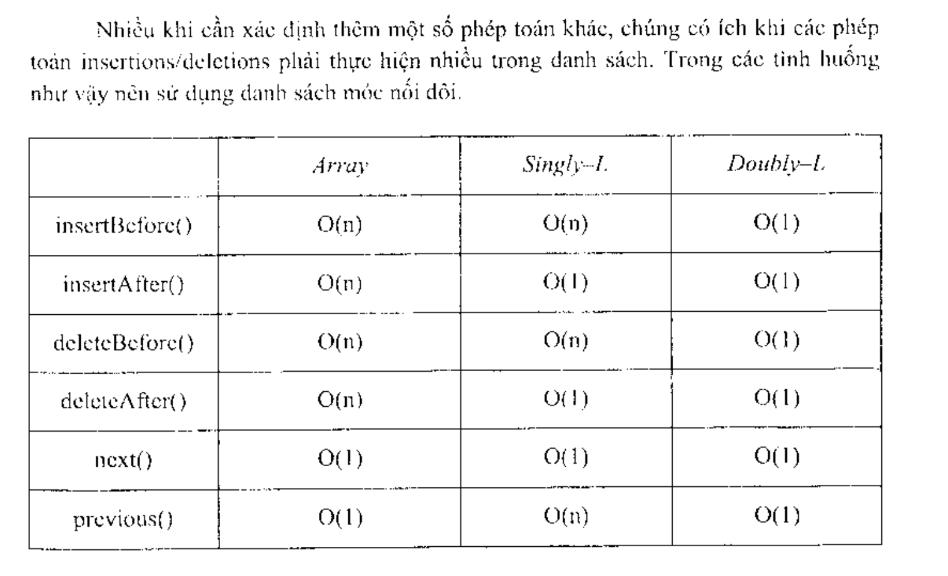 Nhiều khi cần xác định thêm một số phép toán khác, chúng có ích khi các phép
toán insertions/deletions phải thực hiện nhiều trong danh sách. Trong các tình huống
như vậy nên sử dụng danh sách móc nối đôi.
Array Singly–L Doubly–L
insertBefore() O(n) O(n) O(1)
insertAfter() O(n) O(1) O(1)
deleteBefore() O(n) O(n) O(1)
deleteAfter() O(n) O(1) O(1)
next() O(1) O(1) O(1)
previous() O(1) O(n) O(1)